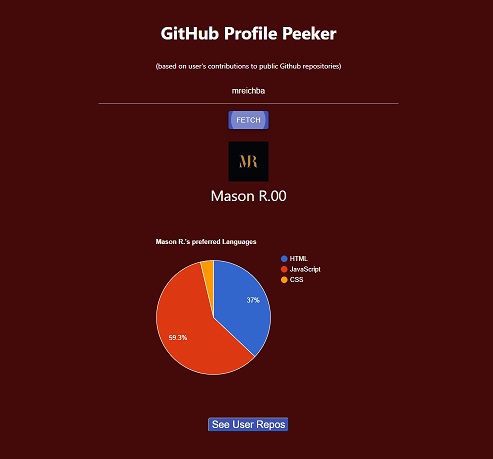 GitHub Profile Peeker
(based on user's contributions to public Github repositories)
mreichba
FETCH
MR
Mason R.00
Mason R.'s preferred Languages
HTML
JavaScript
CSS
37%
59.3%
See User Repos